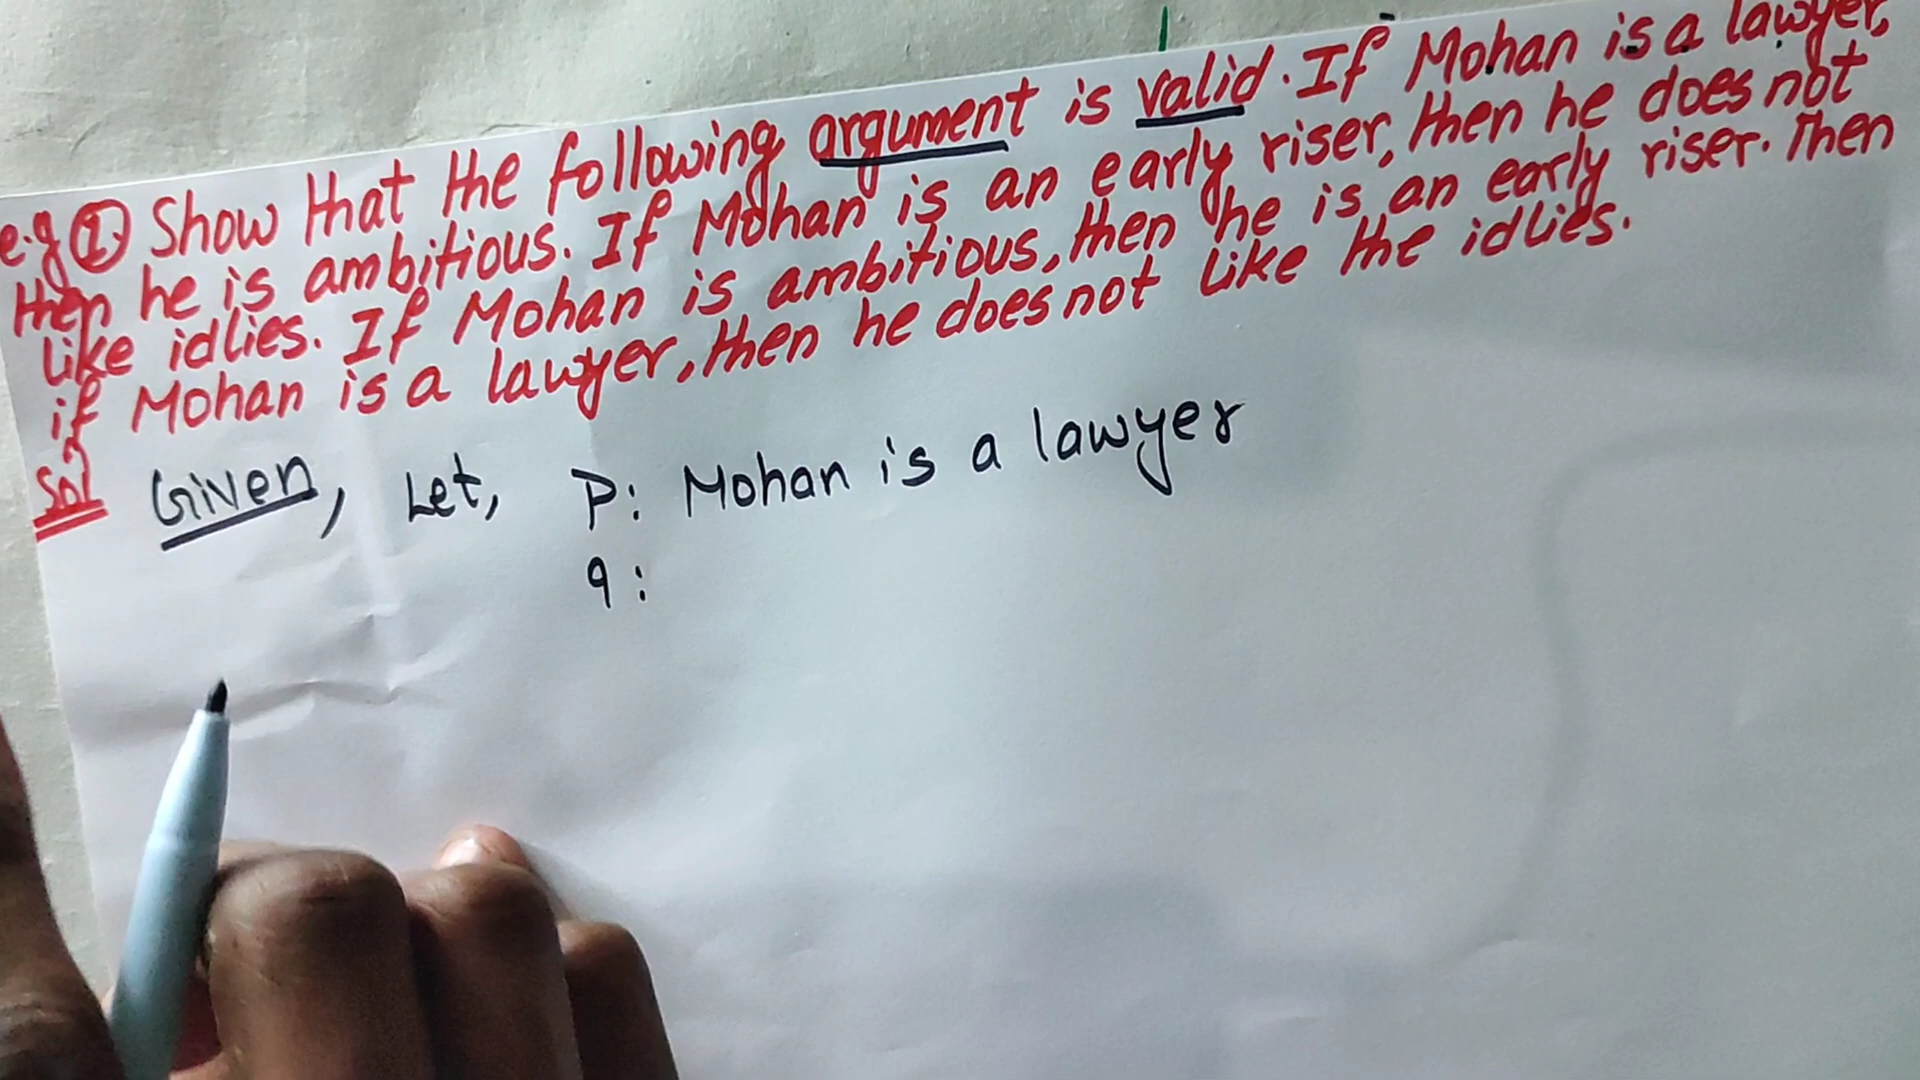 e.g ① Show that the following argument is valid. If Mohan is a lawyer,
then he is ambitious. If Mohan is an early riser, then he does not
like idlies. If Mohan is ambitious, then he is an early riser. Then
if Mohan is a lawyer, then he does not like the idlies.
Sol Given, Let, P: Mohan is a lawyer
q: